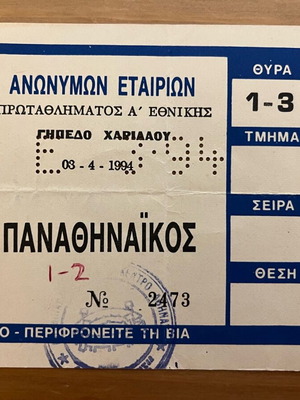 ΑΝΩΝΥΜΩΝ ΕΤΑΙΡΙΩΝ
ΠΡΩΤΑΘΛΗΜΑΤΟΣ Α΄ ΕΘΝΙΚΗΣ
ΓΗΠΕΔΟ ΧΑΡΙΛΑΟΥ
03-4-1994
ΠΑΝΑΘΗΝΑΪΚΟΣ
1-2
№ 2473
Ο - ΠΕΡΙΦΡΟΝΕΙΤΕ ΤΗ ΒΙΑ
ΘΥΡΑ
1-3
ΤΜΗΜΑ
ΣΕΙΡΑ
ΘΕΣΗ